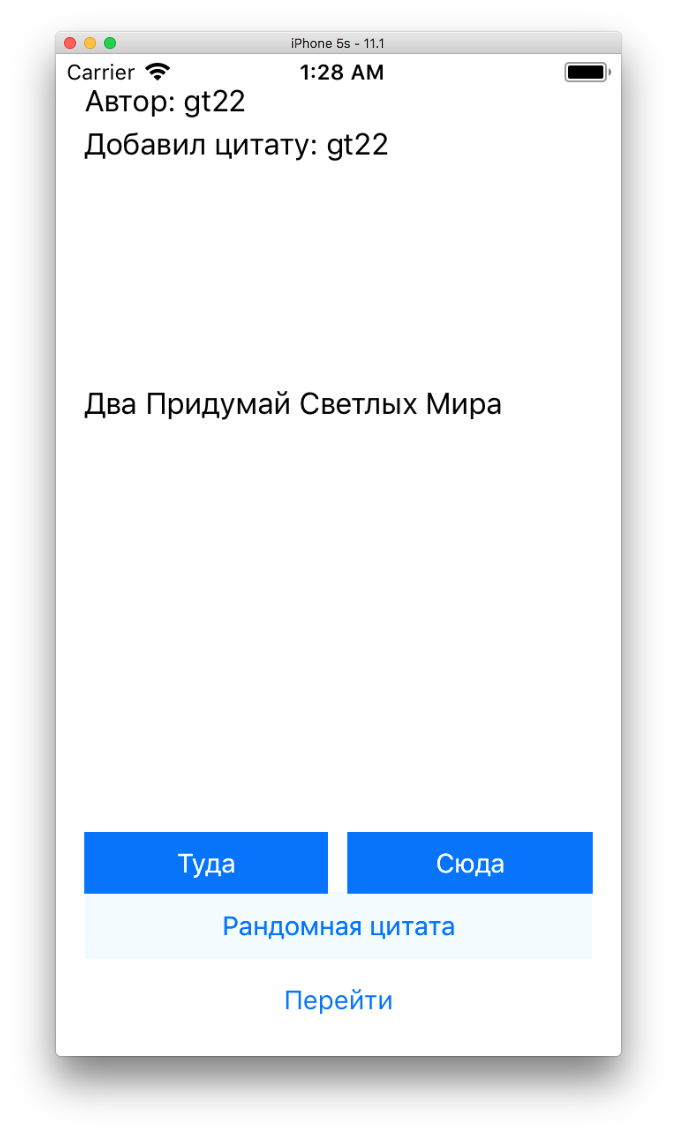 iPhone 5s - 11.1
Carrier 1:28 AM
Автор: gt22
Добавил цитату: gt22
Два Придумай Светлых Мира
Туда Сюда
Рандомная цитата
Перейти